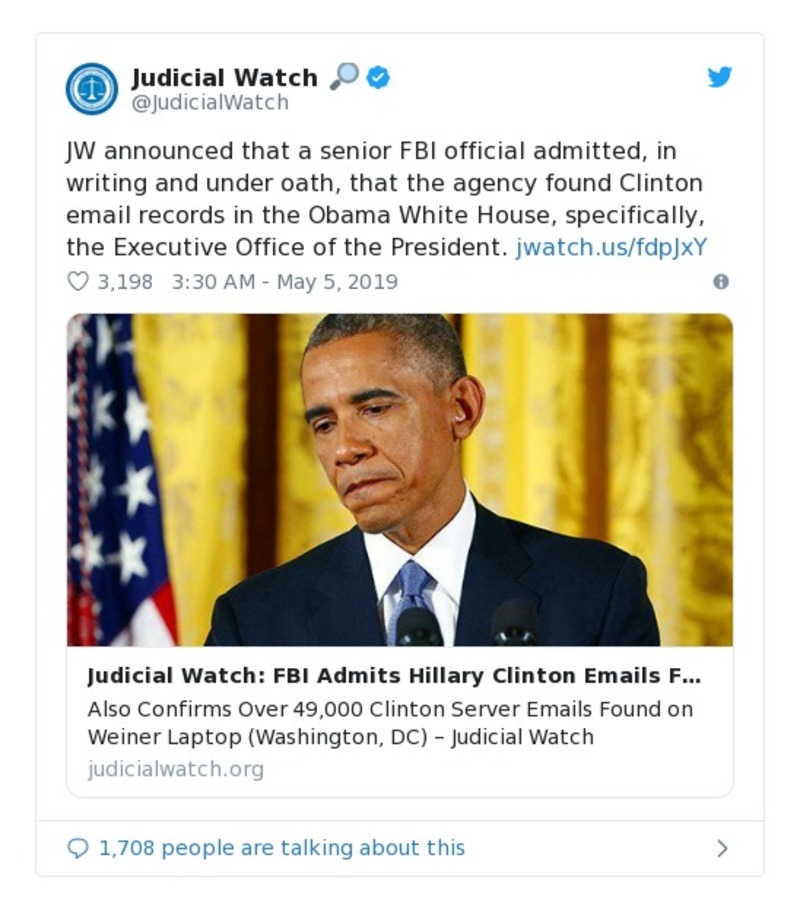 Judicial Watch
@JudicialWatch
JW announced that a senior FBI official admitted, in
writing and under oath, that the agency found Clinton
email records in the Obama White House, specifically,
the Executive Office of the President. jwatch.us/fdpJxY
3,198 3:30 AM - May 5, 2019
Judicial Watch: FBI Admits Hillary Clinton Emails F...
Also Confirms Over 49,000 Clinton Server Emails Found on
Weiner Laptop (Washington, DC) – Judicial Watch
judicialwatch.org
1,708 people are talking about this